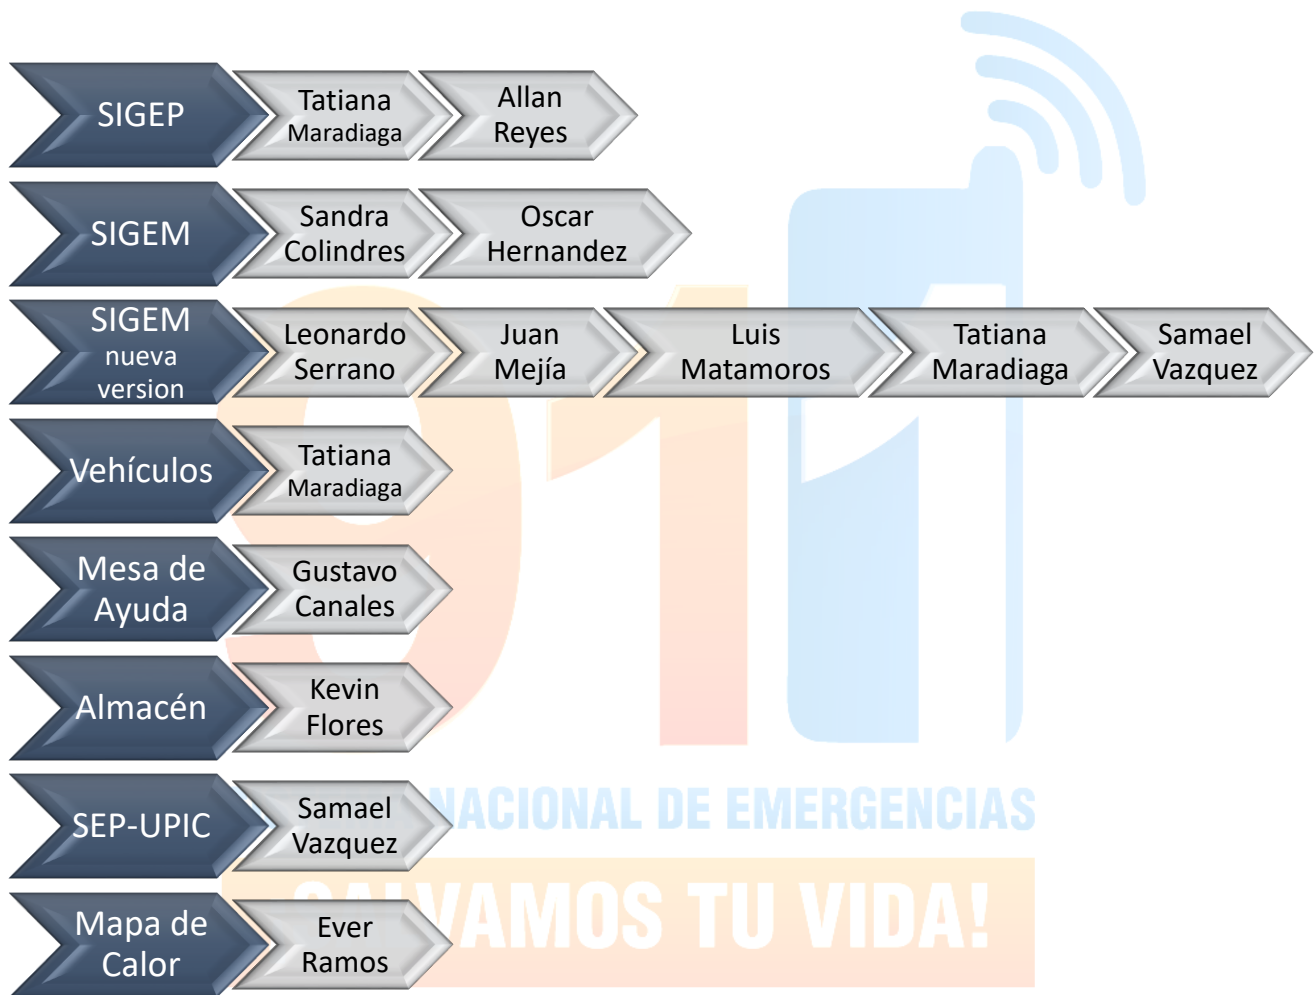 SIGEP
Tatiana
Maradiaga
Allan
Reyes
SIGEM
Sandra
Colindres
Oscar
Hernandez
SIGEM
nueva
version
Leonardo
Serrano
Juan
Mejía
Luis
Matamoros
Tatiana
Maradiaga
Samael
Vazquez
Vehículos
Tatiana
Maradiaga
Mesa de
Ayuda
Gustavo
Canales
Almacén
Kevin
Flores
SEP-UPIC
Samael
Vazquez
Mapa de
Calor
Ever
Ramos
911
NACIONAL DE EMERGENCIAS
SALVAMOS TU VIDA!